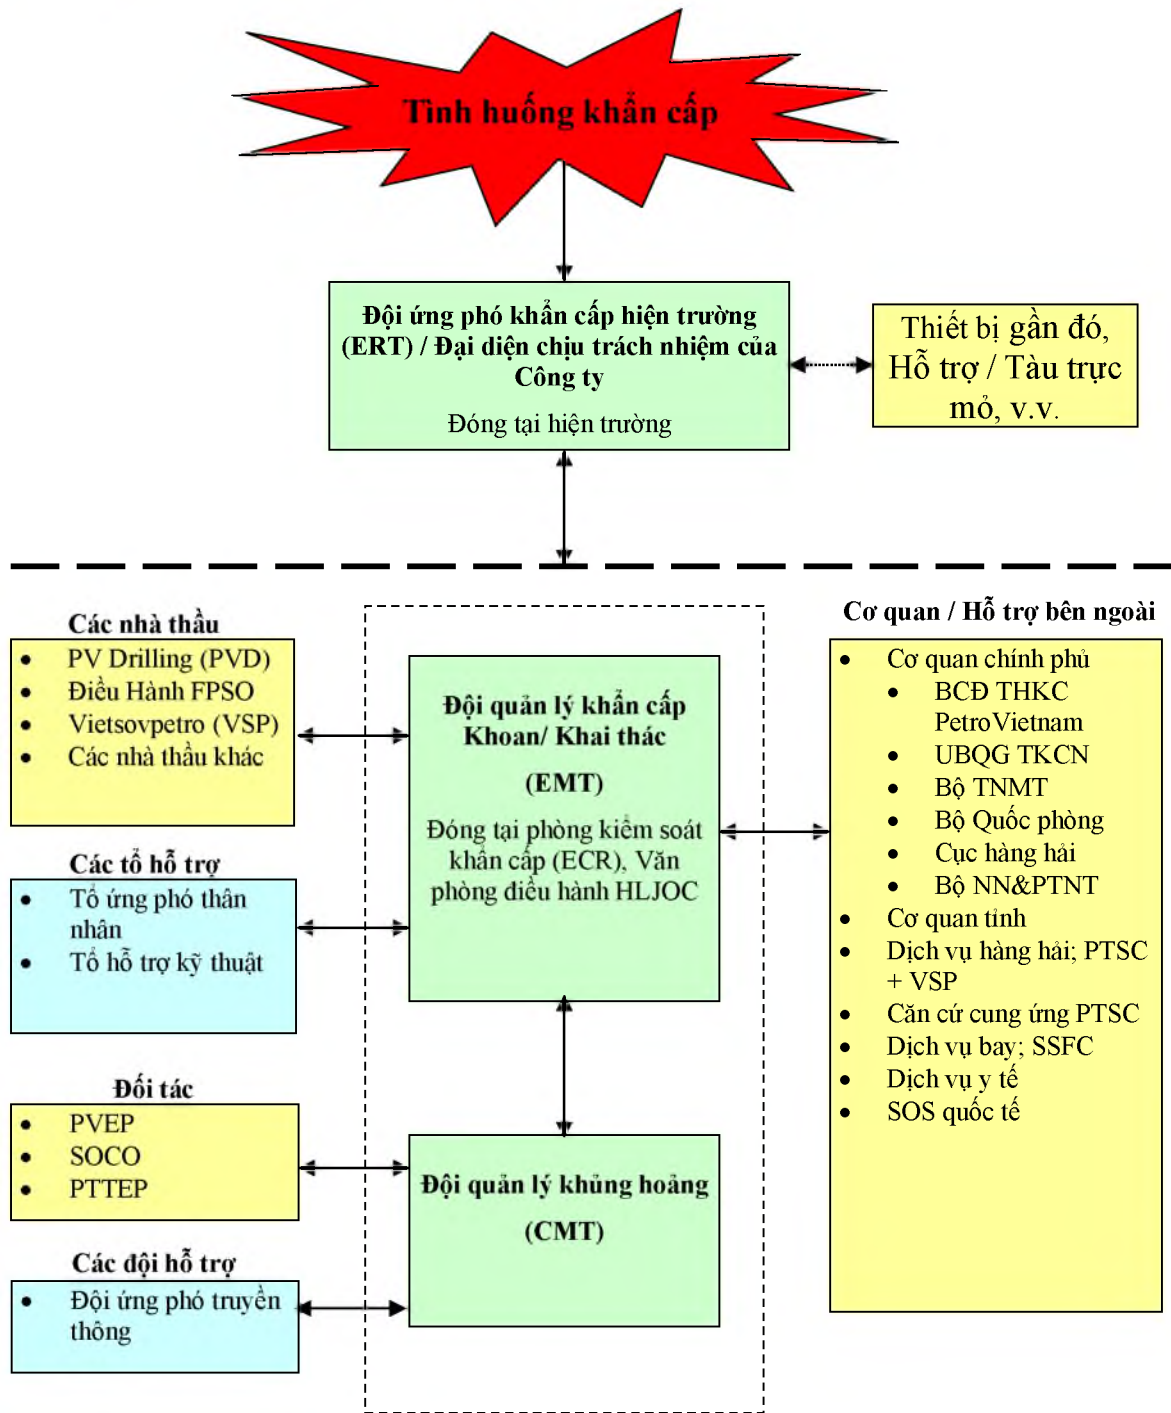 Tình huống khẩn cấp
Đội ứng phó khẩn cấp hiện trường
(ERT) / Đại diện chịu trách nhiệm của
Công ty
Đóng tại hiện trường
Thiết bị gần đó,
Hỗ trợ / Tàu trực
mỏ, v.v.
Các nhà thầu
• PV Drilling (PVD)
• Điều Hành FPSO
• Vietsovpetro (VSP)
• Các nhà thầu khác
Các tổ hỗ trợ
• Tổ ứng phó thân
nhân
• Tổ hỗ trợ kỹ thuật
Đối tác
• PVEP
• SOCO
• PTTEP
Các đội hỗ trợ
• Đội ứng phó truyền
thông
Đội quản lý khẩn cấp
Khoan/ Khai thác
(EMT)
Đóng tại phòng kiểm soát
khẩn cấp (ECR), Văn
phòng điều hành HLJOC
Đội quản lý khủng hoảng
(CMT)
Cơ quan / Hỗ trợ bên ngoài
• Cơ quan chính phủ
• BCĐ THKC
PetroVietnam
• UBQG TKCN
• Bộ TNMT
• Bộ Quốc phòng
• Cục hàng hải
• Bộ NN&PTNT
• Cơ quan tỉnh
• Dịch vụ hàng hải; PTSC
+ VSP
• Căn cứ cung ứng PTSC
• Dịch vụ bay; SSFC
• Dịch vụ y tế
• SOS quốc tế